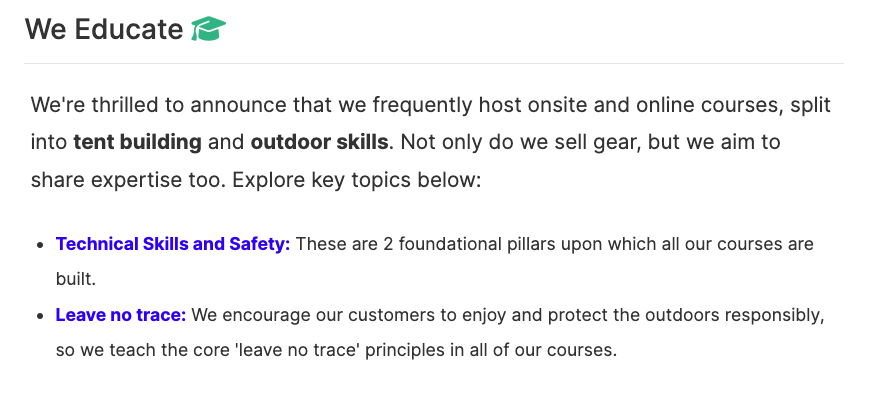 We Educate
We're thrilled to announce that we frequently host onsite and online courses, split
into tent building and outdoor skills. Not only do we sell gear, but we aim to
share expertise too. Explore key topics below:
• Technical Skills and Safety: These are 2 foundational pillars upon which all our courses are
built.
• Leave no trace: We encourage our customers to enjoy and protect the outdoors responsibly,
so we teach the core 'leave no trace' principles in all of our courses.